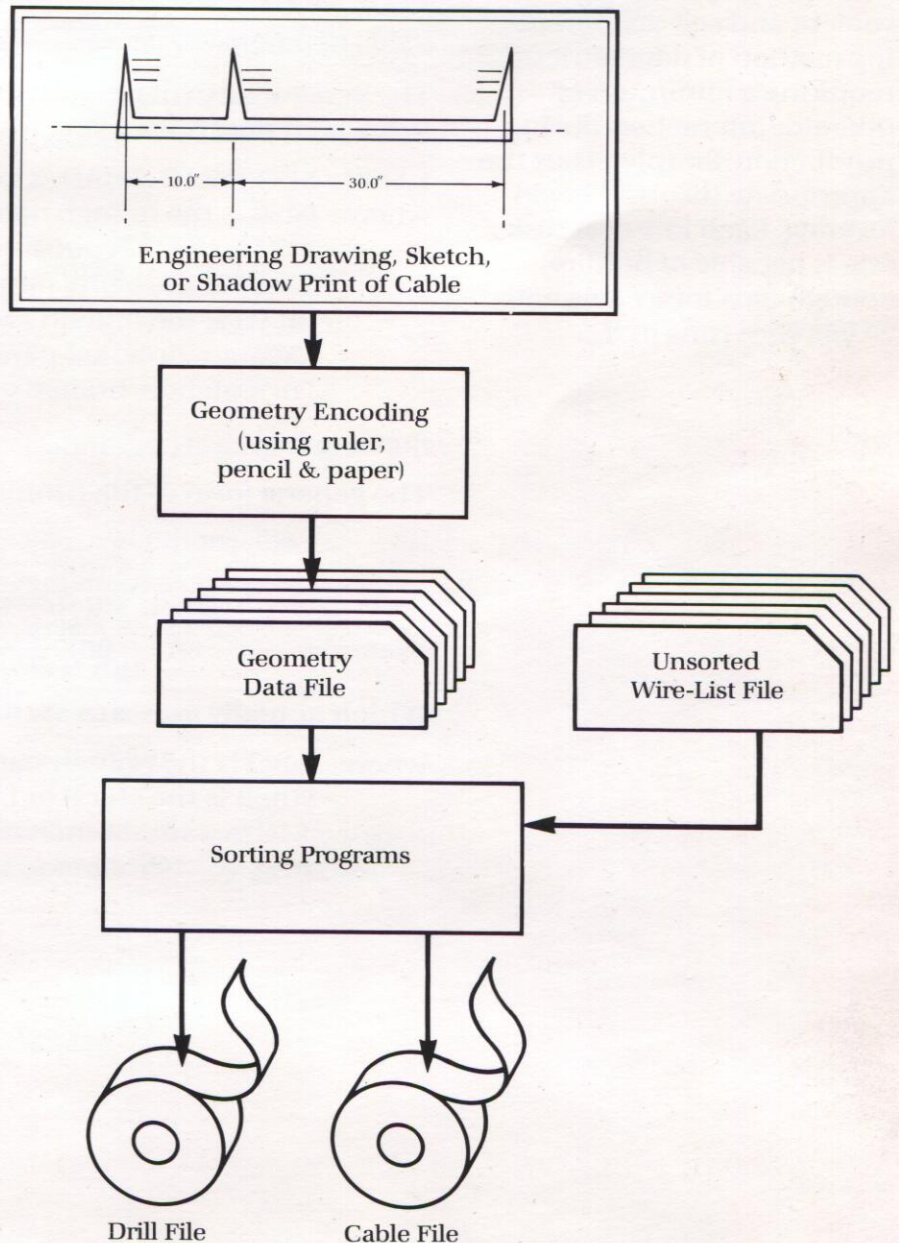 10.0"
30.0"
Engineering Drawing, Sketch,
or Shadow Print of Cable
Geometry Encoding
(using ruler,
pencil & paper)
Geometry
Data File
Unsorted
Wire-List File
Sorting Programs
Drill File
Cable File